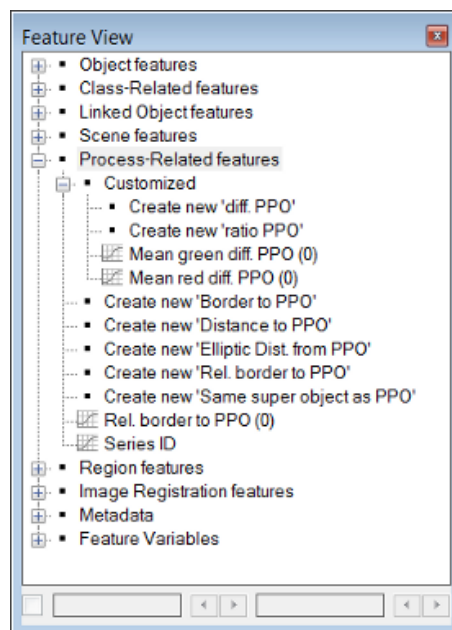 Feature View
Object features
Class-Related features
Linked Object features
Scene features
Process-Related features
Customized
Create new 'diff. PPO'
Create new 'ratio PPO'
Mean green diff. PPO (0)
Mean red diff. PPO (0)
Create new 'Border to PPO'
Create new 'Distance to PPO'
Create new 'Elliptic Dist. from PPO'
Create new 'Rel. border to PPO'
Create new 'Same super object as PPO'
Rel. border to PPO (0)
Series ID
Region features
Image Registration features
Metadata
Feature Variables